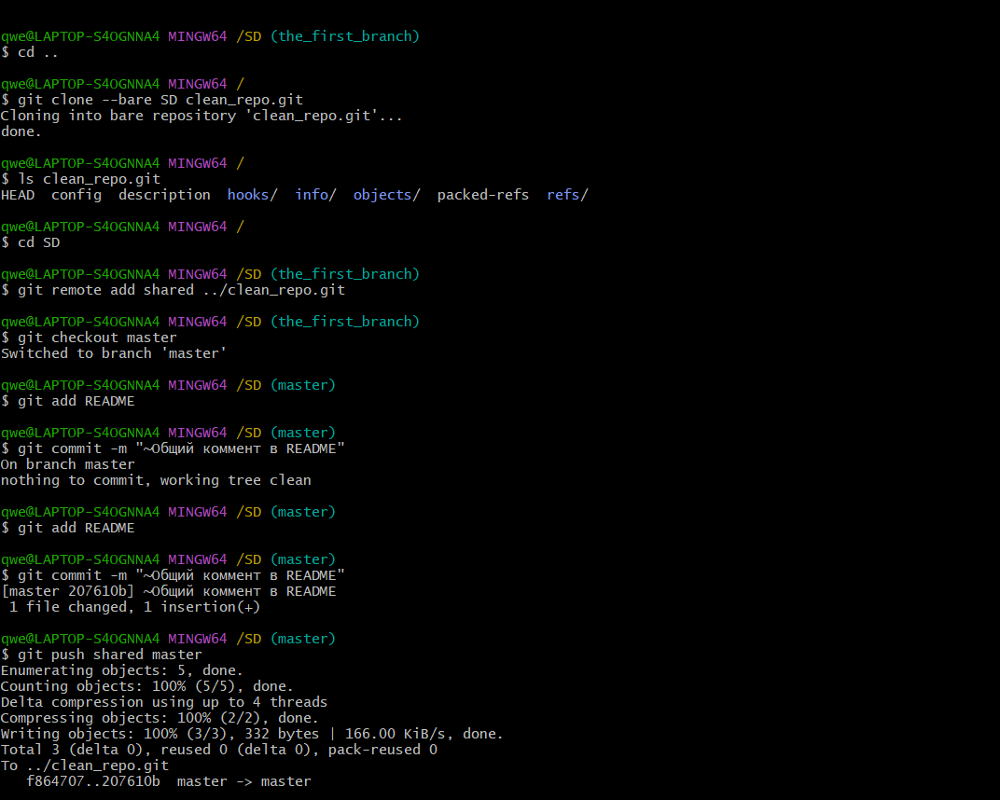 qwe@LAPTOP-S4OGNNA4 MINGW64 /SD (the_first_branch)
$ cd ..
qwe@LAPTOP-S4OGNNA4 MINGW64 /
$ git clone --bare SD clean_repo.git
Cloning into bare repository 'clean_repo.git'...
done.
qwe@LAPTOP-S4OGNNA4 MINGW64 /
$ ls clean_repo.git
HEAD  config  description  hooks/  info/  objects/  packed-refs  refs/
qwe@LAPTOP-S4OGNNA4 MINGW64 /
$ cd SD
qwe@LAPTOP-S4OGNNA4 MINGW64 /SD (the_first_branch)
$ git remote add shared ../clean_repo.git
qwe@LAPTOP-S4OGNNA4 MINGW64 /SD (the_first_branch)
$ git checkout master
Switched to branch 'master'
qwe@LAPTOP-S4OGNNA4 MINGW64 /SD (master)
$ git add README
qwe@LAPTOP-S4OGNNA4 MINGW64 /SD (master)
$ git commit -m "~Общий коммент в README"
On branch master
nothing to commit, working tree clean
qwe@LAPTOP-S4OGNNA4 MINGW64 /SD (master)
$ git add README
qwe@LAPTOP-S4OGNNA4 MINGW64 /SD (master)
$ git commit -m "~Общий коммент в README"
[master 207610b] ~Общий коммент в README
 1 file changed, 1 insertion(+)
qwe@LAPTOP-S4OGNNA4 MINGW64 /SD (master)
$ git push shared master
Enumerating objects: 5, done.
Counting objects: 100% (5/5), done.
Delta compression using up to 4 threads
Compressing objects: 100% (2/2), done.
Writing objects: 100% (3/3), 332 bytes | 166.00 KiB/s, done.
Total 3 (delta 0), reused 0 (delta 0), pack-reused 0
To ../clean_repo.git
   f864707..207610b  master -> master